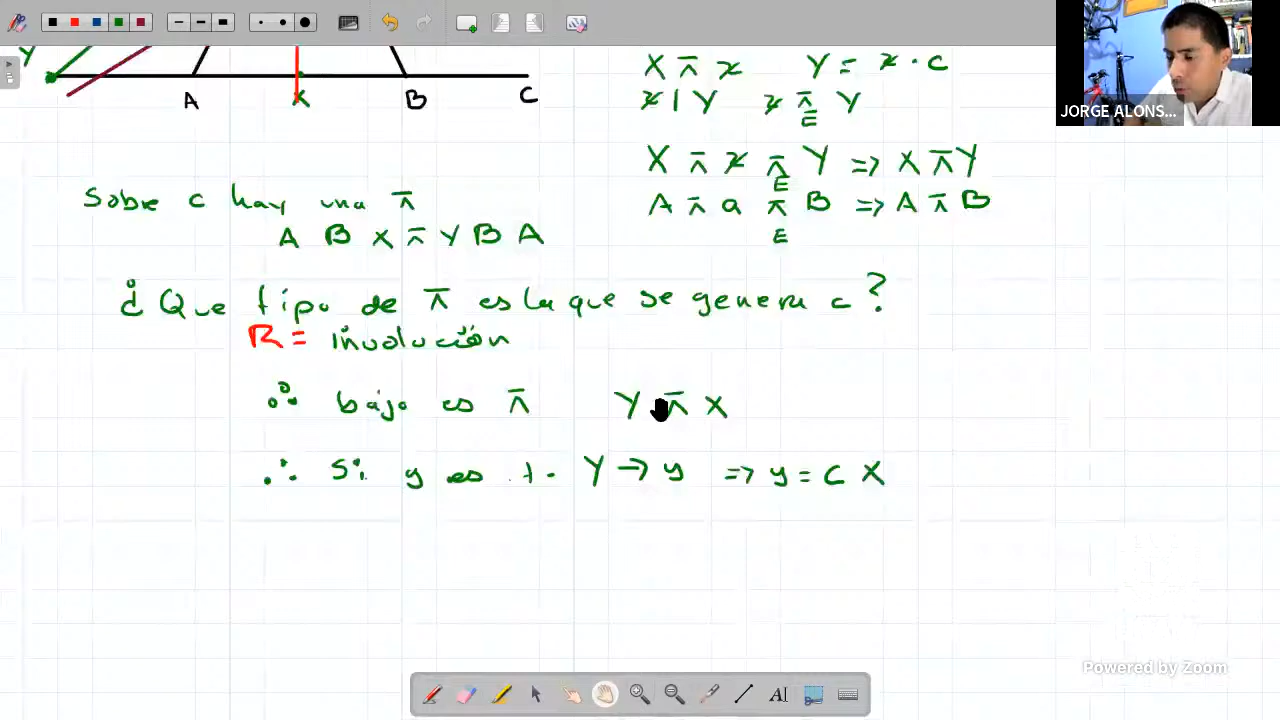 Y
A X B C
X ⊼ x Y = x · c
x | Y x ⊼ Y
E
JORGE ALONS...
X ⊼ x ⊼ Y => X ⊼ Y
E
Sobre c hay una ⊼
A ⊼ a ⊼ B => A ⊼ B
E
A B X ⊼ Y B A
¿Que tipo de ⊼ es la que se genera c?
R= involución
∴ bajo es ⊼ Y ⊼ X
∴ Si y es t. Y → y => y = C X
Powered by Zoom
AI